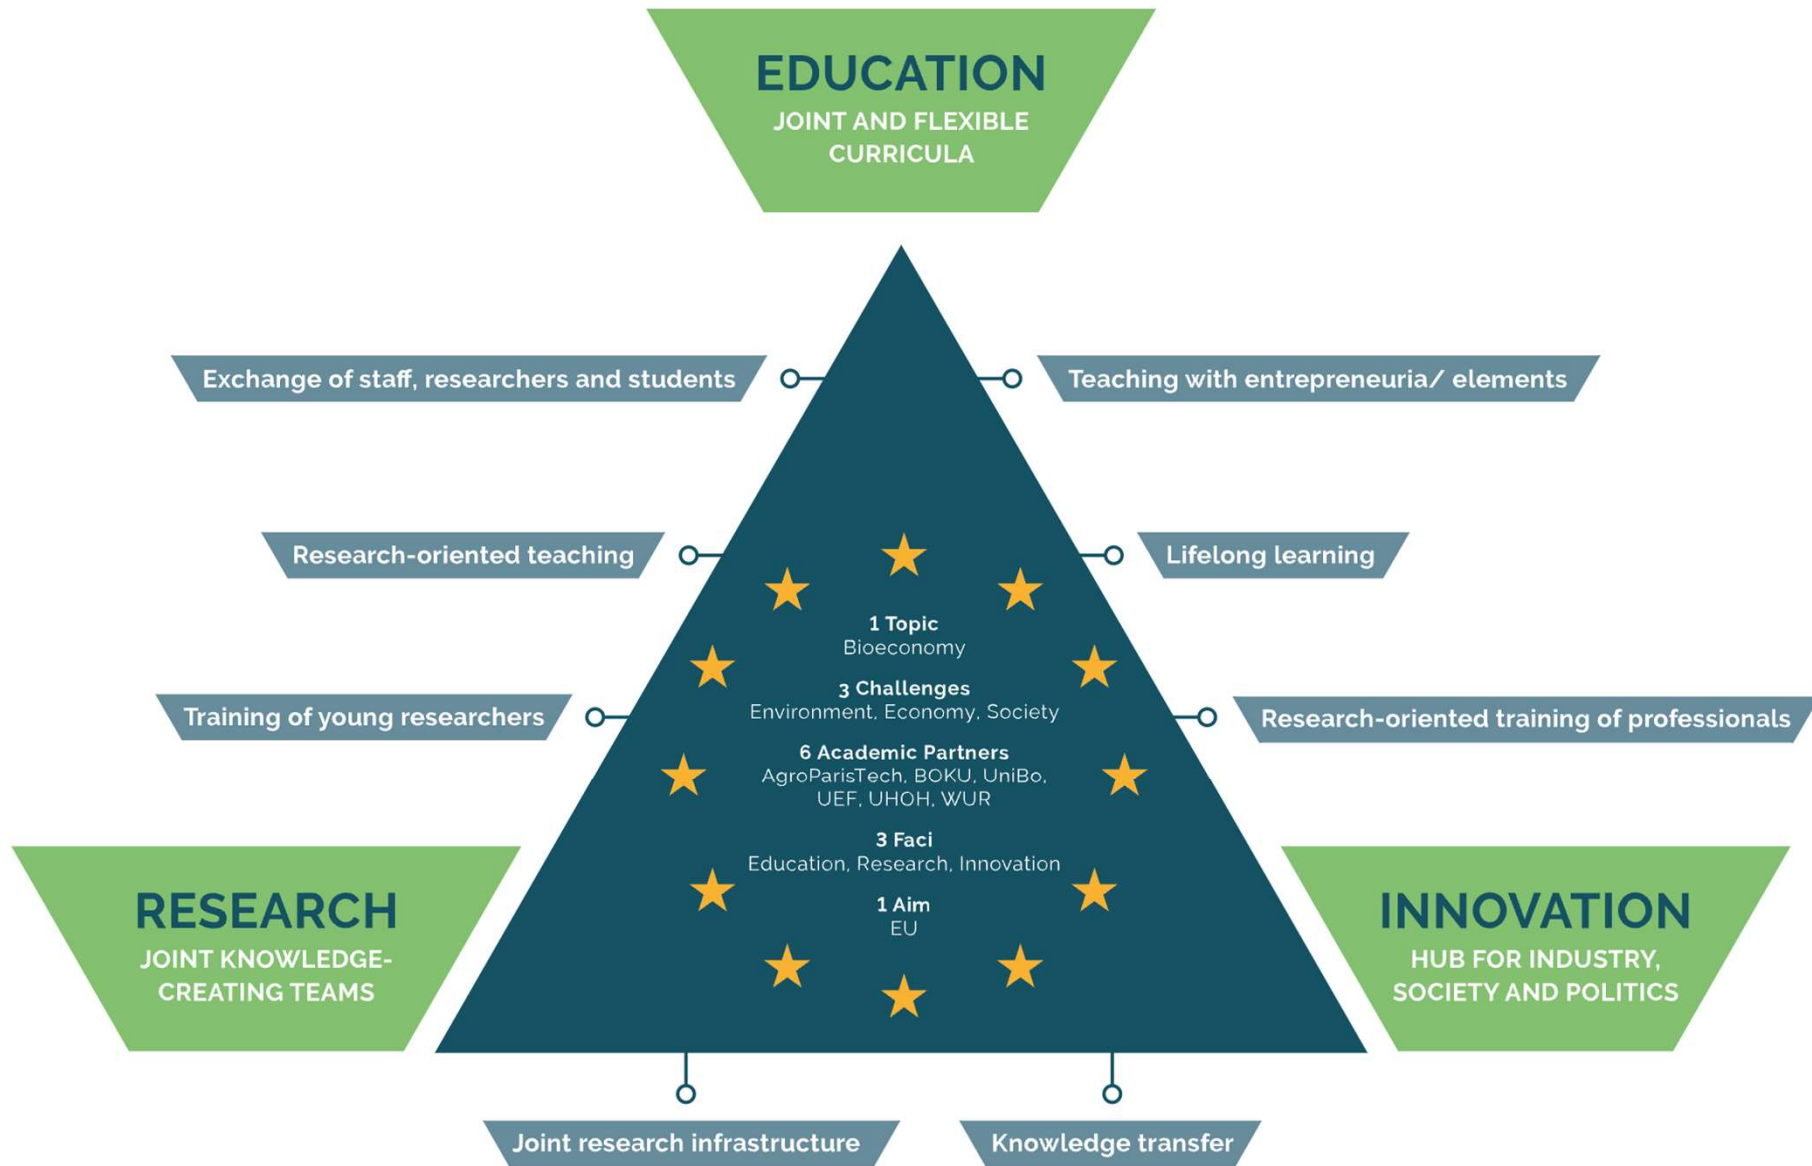 EDUCATION
JOINT AND FLEXIBLE
CURRICULA
Exchange of staff, researchers and students
Teaching with entrepreneuria/ elements
Research-oriented teaching
Lifelong learning
Training of young researchers
Research-oriented training of professionals
1 Topic
Bioeconomy
3 Challenges
Environment, Economy, Society
6 Academic Partners
AgroParisTech, BOKU, UniBo,
UEF, UHOH, WUR
3 Faci
Education, Research, Innovation
1 Aim
EU
RESEARCH
JOINT KNOWLEDGE-
CREATING TEAMS
INNOVATION
HUB FOR INDUSTRY,
SOCIETY AND POLITICS
Joint research infrastructure
Knowledge transfer